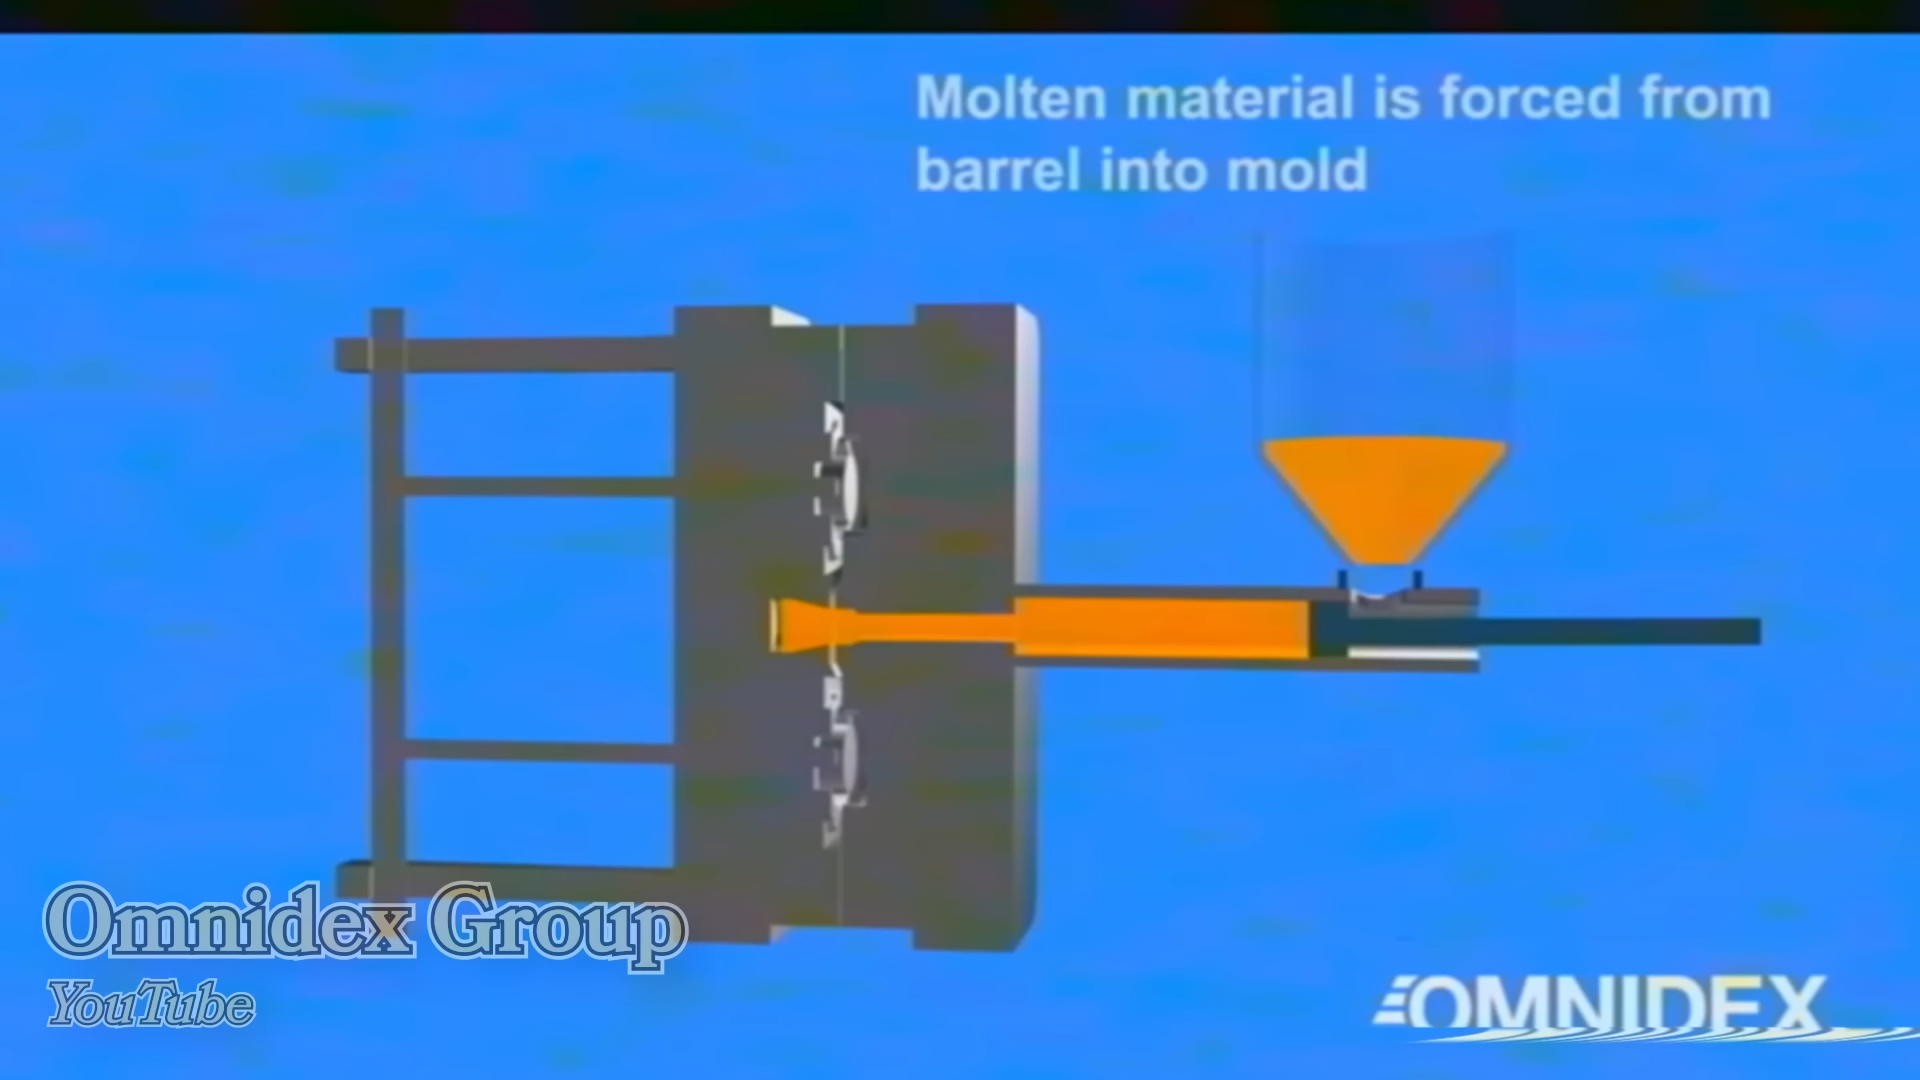 Molten material is forced from
barrel into mold
Omnidex Group
YouTube
OMNIDEX